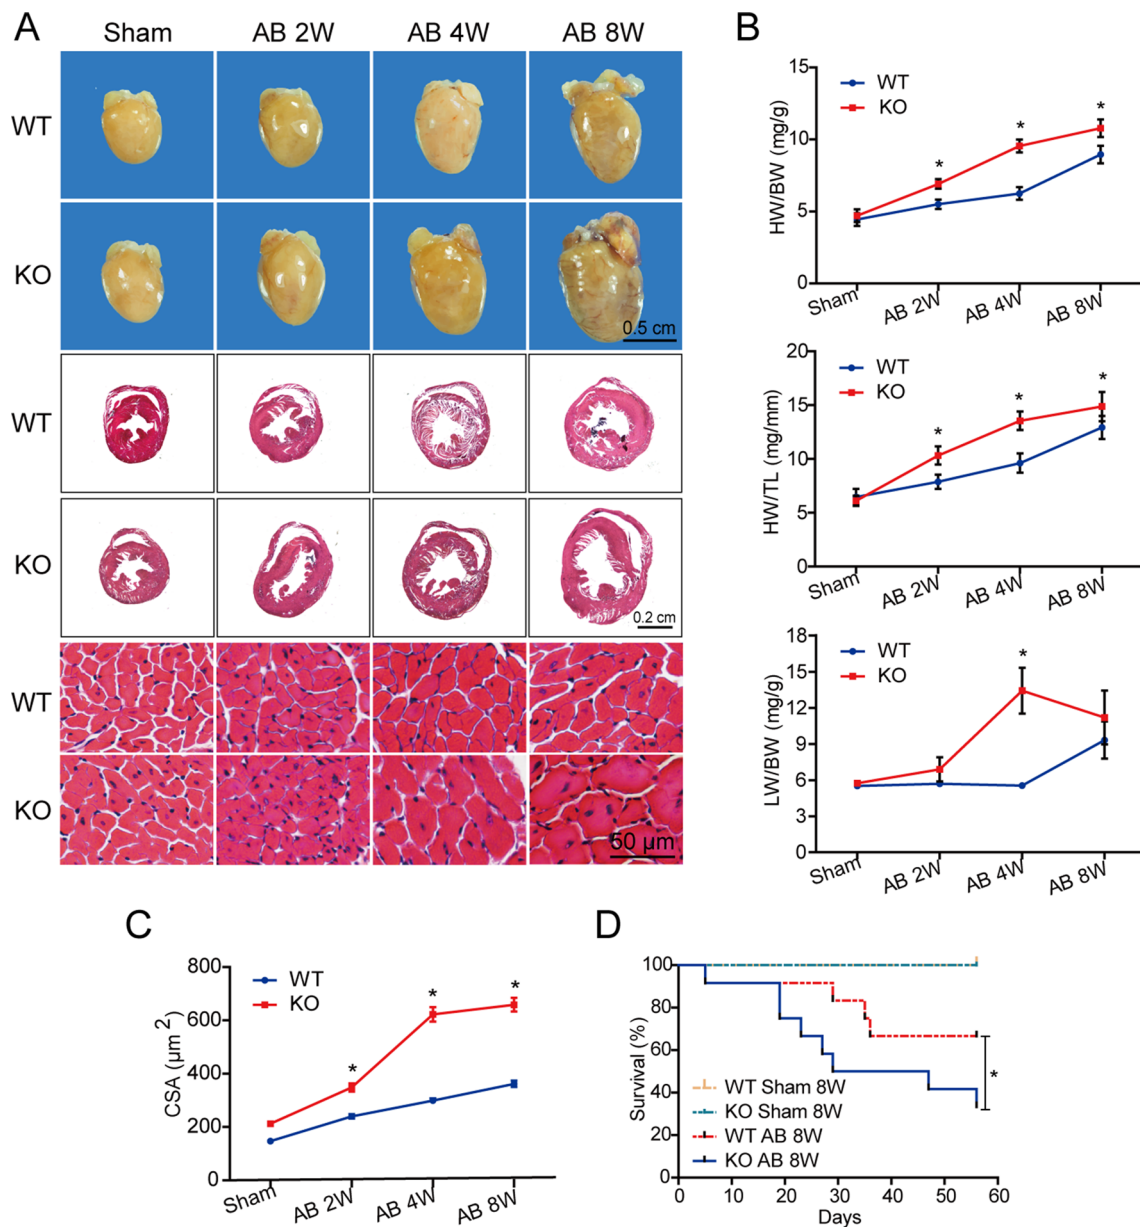 A
Sham
AB 2W
AB 4W
AB 8W
WT
KO
0.5 cm
WT
KO
0.2 cm
WT
KO
50 μm
B
15
10
5
0
HW/BW (mg/g)
WT
KO
*
*
*
Sham
AB 2W
AB 4W
AB 8W
20
15
10
5
0
HW/TL (mg/mm)
WT
KO
*
*
*
Sham
AB 2W
AB 4W
AB 8W
18
15
12
9
6
3
0
LW/BW (mg/g)
WT
KO
*
Sham
AB 2W
AB 4W
AB 8W
C
800
600
400
200
0
CSA (μm 2)
WT
KO
*
*
*
Sham
AB 2W
AB 4W
AB 8W
D
100
80
60
40
20
0
Survival (%)
WT Sham 8W
KO Sham 8W
WT AB 8W
KO AB 8W
*
0
10
20
30
40
50
60
Days